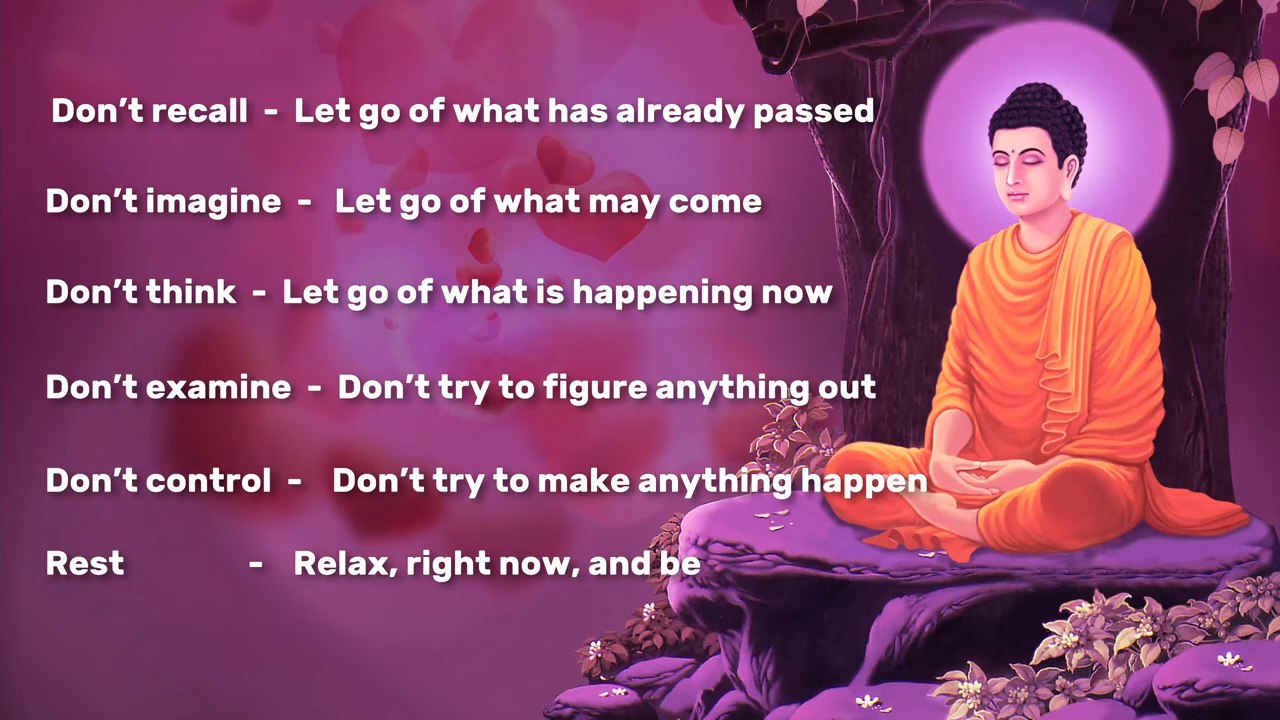 Don’t recall - Let go of what has already passed
Don’t imagine - Let go of what may come
Don’t think - Let go of what is happening now
Don’t examine - Don’t try to figure anything out
Don’t control - Don’t try to make anything happen
Rest - Relax, right now, and be